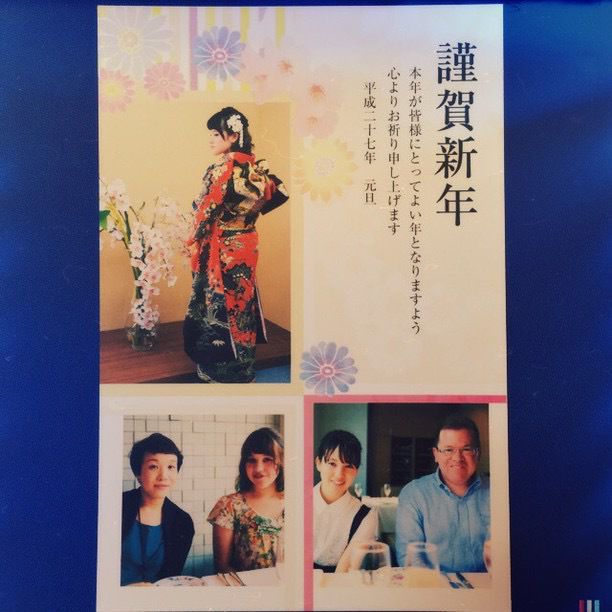 謹賀新年
本年が皆様にとってよい年となりますよう
心よりお祈り申し上げます
平成二十七年　元旦